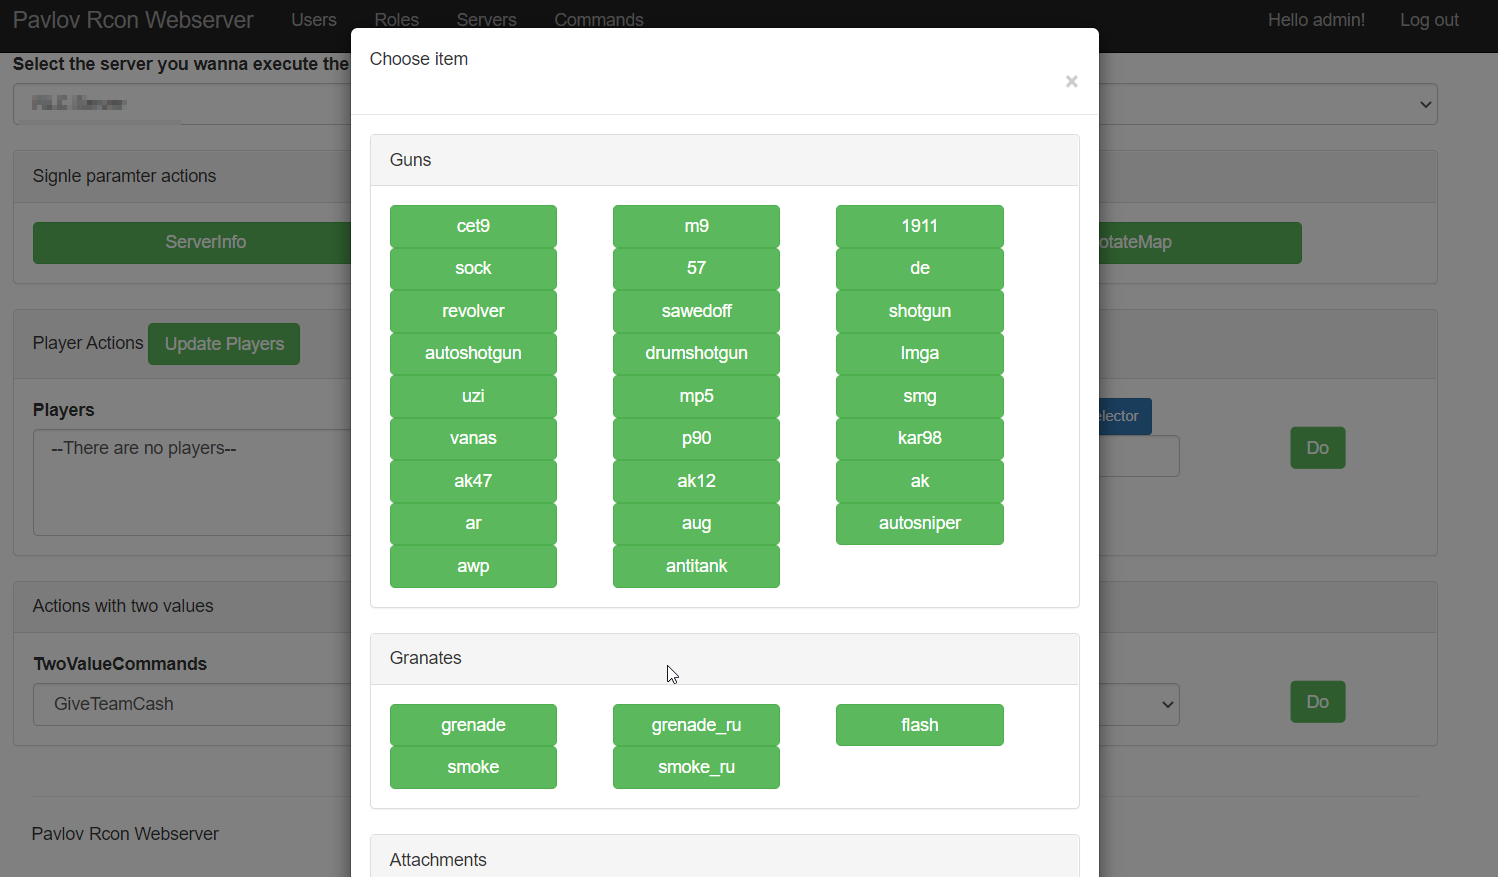 Pavlov Rcon Webserver Users Roles Servers Commands Hello admin! Log out
Select the server you wanna execute the
Choose item
×
Guns
cet9 m9 1911
sock 57 de
revolver sawedoff shotgun
autoshotgun drumshotgun lmga
uzi mp5 smg
vanas p90 kar98
ak47 ak12 ak
ar aug autosniper
awp antitank
Granates
grenade grenade_ru flash
smoke smoke_ru
Attachments
Signle paramter actions
ServerInfo otateMap
Player Actions Update Players
Players elector
--There are no players-- Do
Actions with two values
TwoValueCommands
GiveTeamCash Do
Pavlov Rcon Webserver